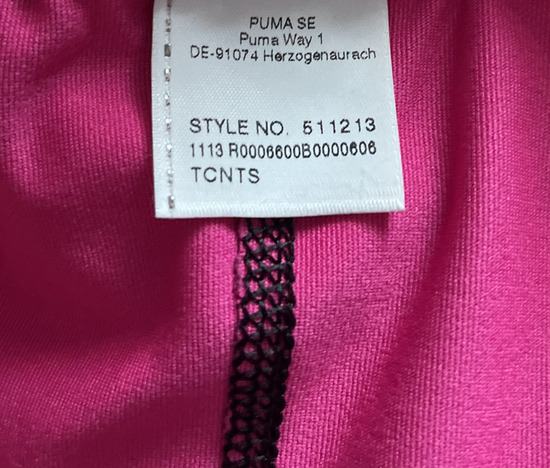 PUMA SE
Puma Way 1
DE-91074 Herzogenaurach
STYLE NO. 511213
1113 R0006600B0000606
TCNTS